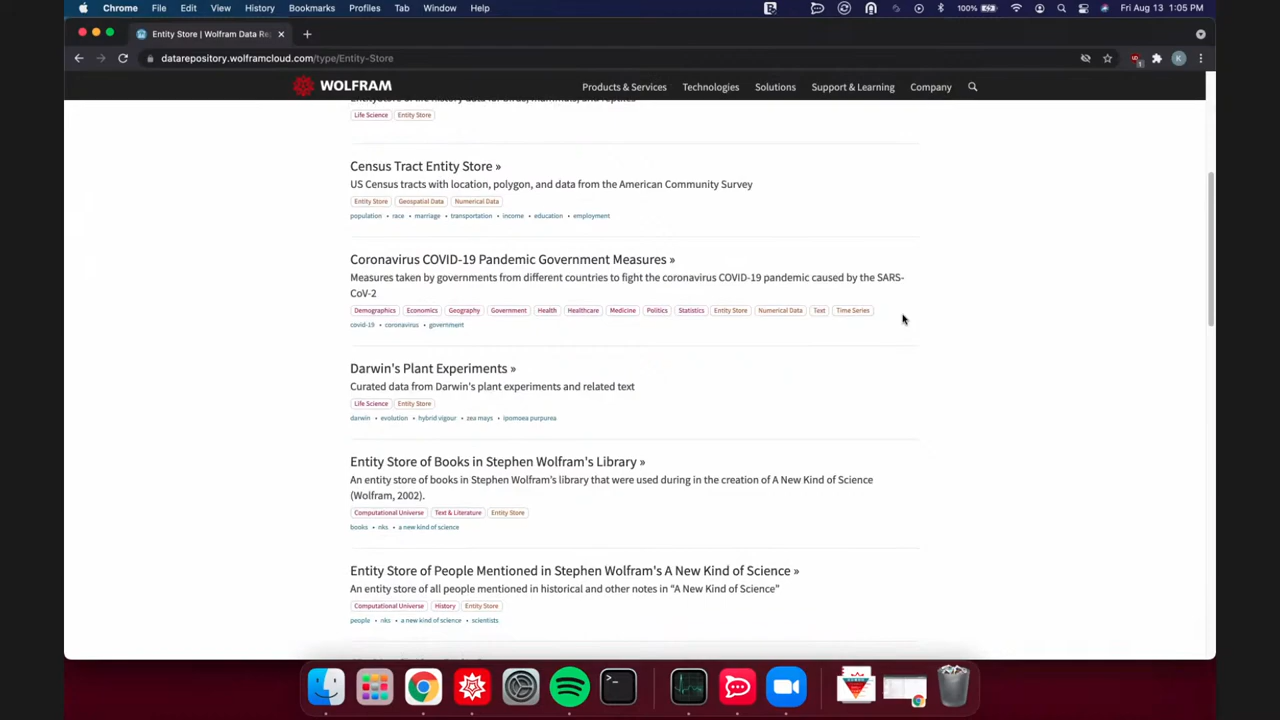 Chrome File Edit View History Bookmarks Profiles Tab Window Help 100% Fri Aug 13 1:05 PM
Entity Store | Wolfram Data Re
datarepository.wolframcloud.com/type/Entity-Store
WOLFRAM Products & Services Technologies Solutions Support & Learning Company
Life Science Entity Store
Census Tract Entity Store »
US Census tracts with location, polygon, and data from the American Community Survey
Entity Store Geospatial Data Numerical Data
population • race • marriage • transportation • income • education • employment
Coronavirus COVID-19 Pandemic Government Measures »
Measures taken by governments from different countries to fight the coronavirus COVID-19 pandemic caused by the SARS-
CoV-2
Demographics Economics Geography Government Health Healthcare Medicine Politics Statistics Entity Store Numerical Data Text Time Series
covid-19 • coronavirus • government
Darwin's Plant Experiments »
Curated data from Darwin's plant experiments and related text
Life Science Entity Store
darwin • evolution • hybrid vigour • zea mays • ipomoea purpurea
Entity Store of Books in Stephen Wolfram's Library »
An entity store of books in Stephen Wolfram's library that were used during in the creation of A New Kind of Science
(Wolfram, 2002).
Computational Universe Text & Literature Entity Store
books • nks • a new kind of science
Entity Store of People Mentioned in Stephen Wolfram's A New Kind of Science »
An entity store of all people mentioned in historical and other notes in “A New Kind of Science”
Computational Universe History Entity Store
people • nks • a new kind of science • scientists